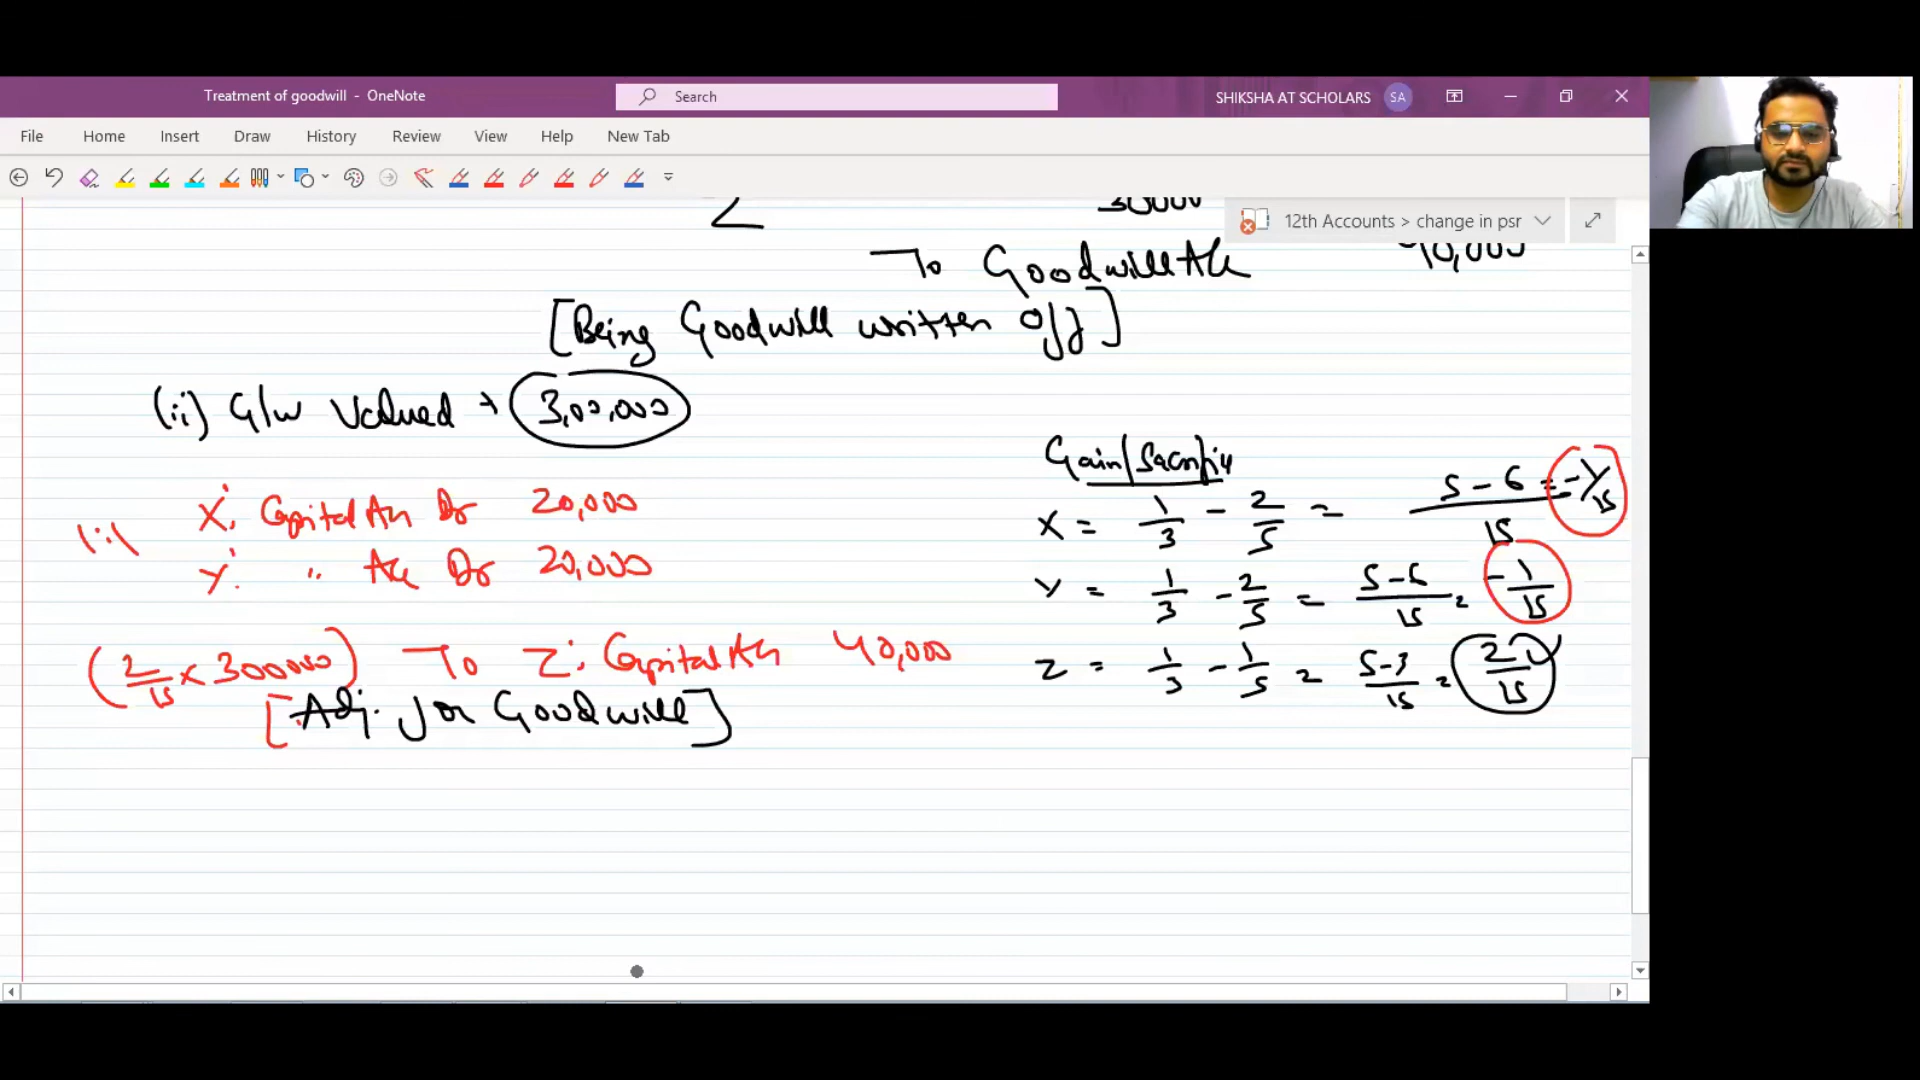 Treatment of goodwill - OneNote
Search
SHIKSHA AT SCHOLARS SA
File Home Insert Draw History Review View Help New Tab
12th Accounts > change in psr
Z 30000
To Goodwill A/c 90,000
[Being Goodwill written off]
(ii) G/w Valued → 3,00,000
Gain/Sacrifice
(ii) X's Capital A/c Dr 20,000
Y's " A/c Dr 20,000
(2/15 x 300000) To Z's Capital A/c 40,000
[Adj. for Goodwill]
X = 1/3 - 2/5 = 5-6/15 = -1/15
Y = 1/3 - 2/5 = 5-6/15 = -1/15
Z = 1/3 - 1/5 = 5-3/15 = 2/15